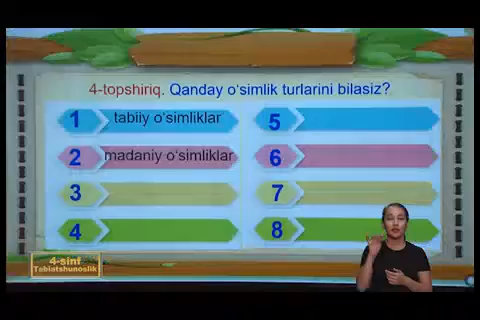 4-topshiriq. Qanday o‘simlik turlarini bilasiz?
1 tabiiy o‘simliklar
2 madaniy o‘simliklar
3
4
5
6
7
8
4-sinf
Tabiatshunoslik